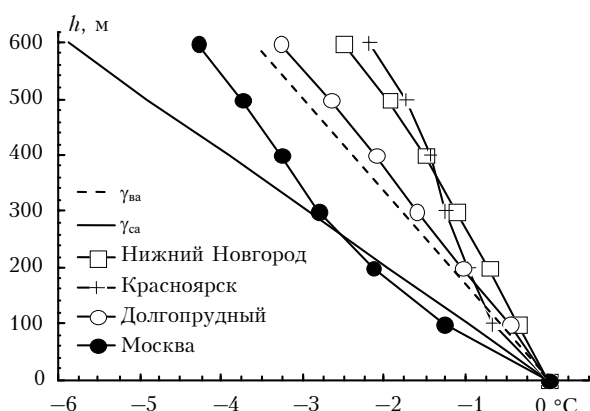 h, м
600
500
400
300
200
100
0
γва
γса
Нижний Новгород
Красноярск
Долгопрудный
Москва
−6 −5 −4 −3 −2 −1 0 °C